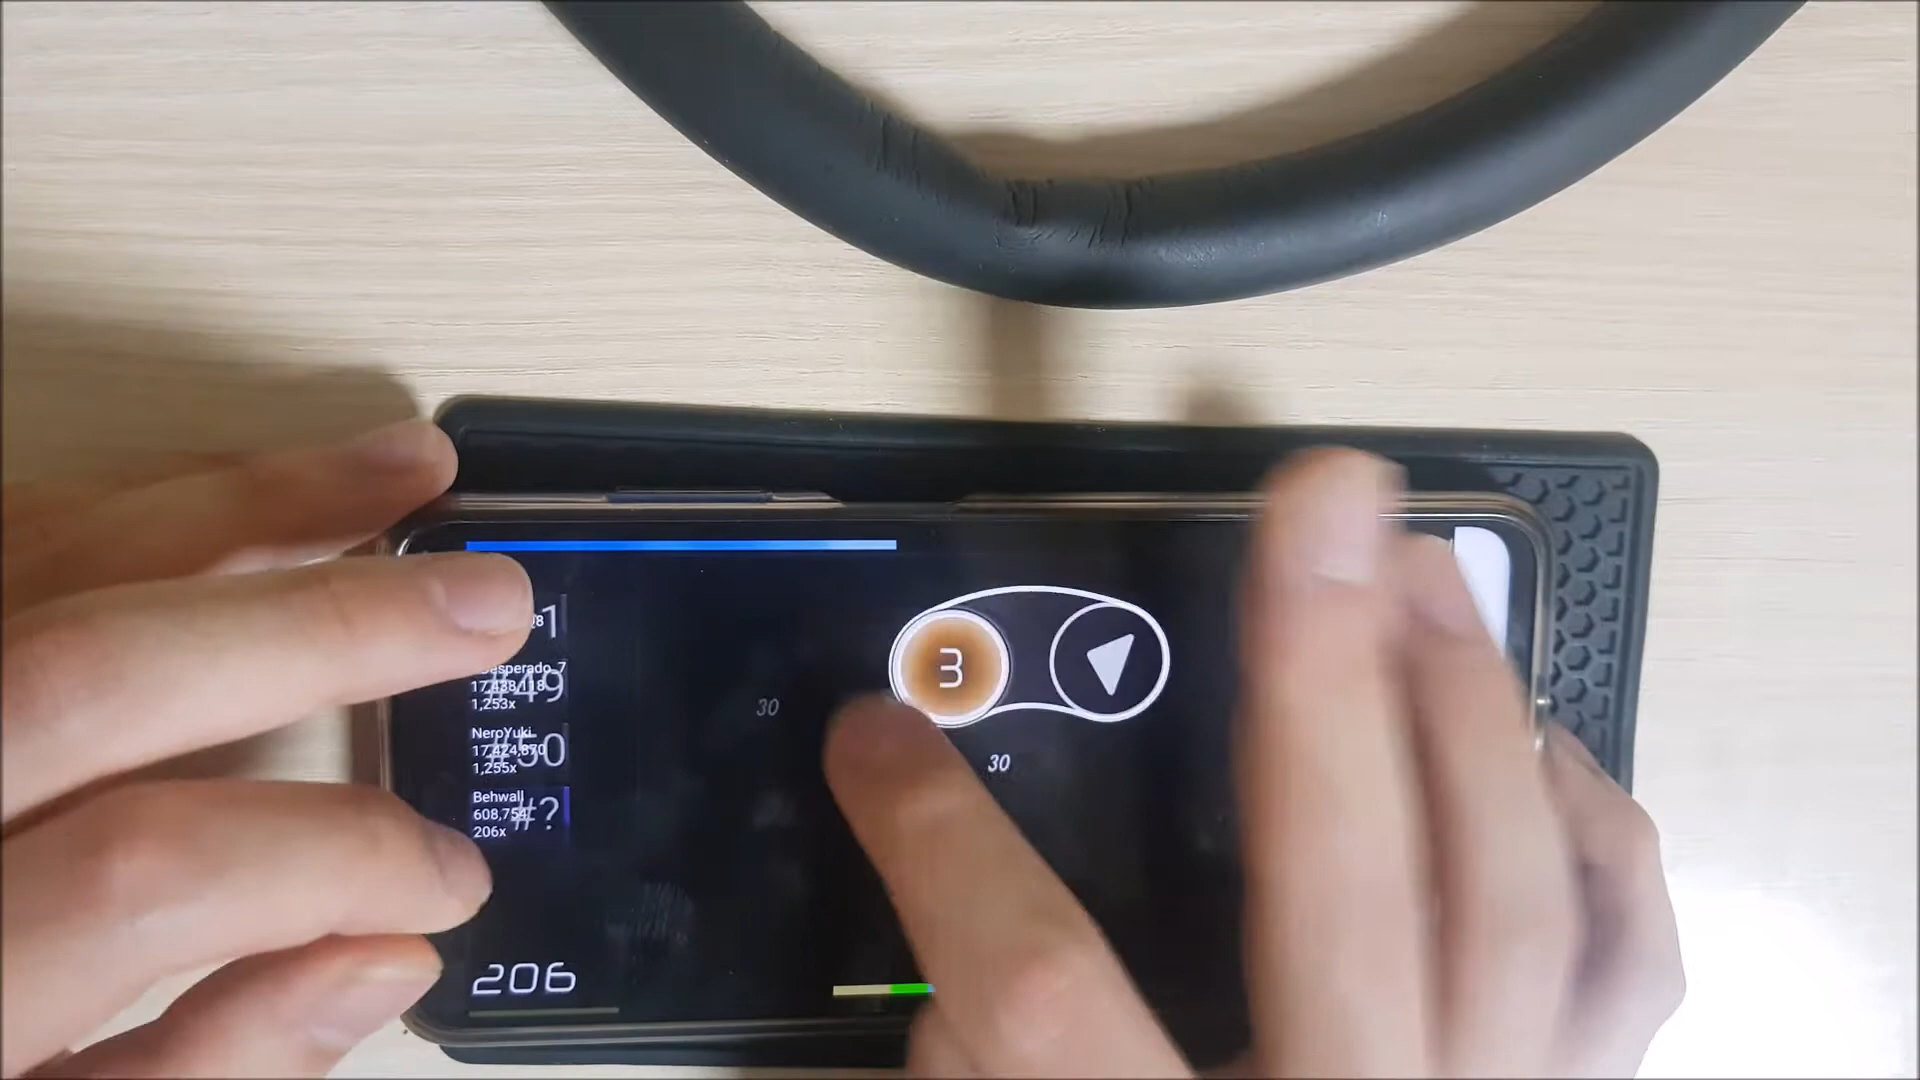 #1
Desperado_7
17,438,118
#49
1,253x
NeroYuki
17,424,870
#50
1,255x
Behwall
608,754
#?
206x
3
30
30
206